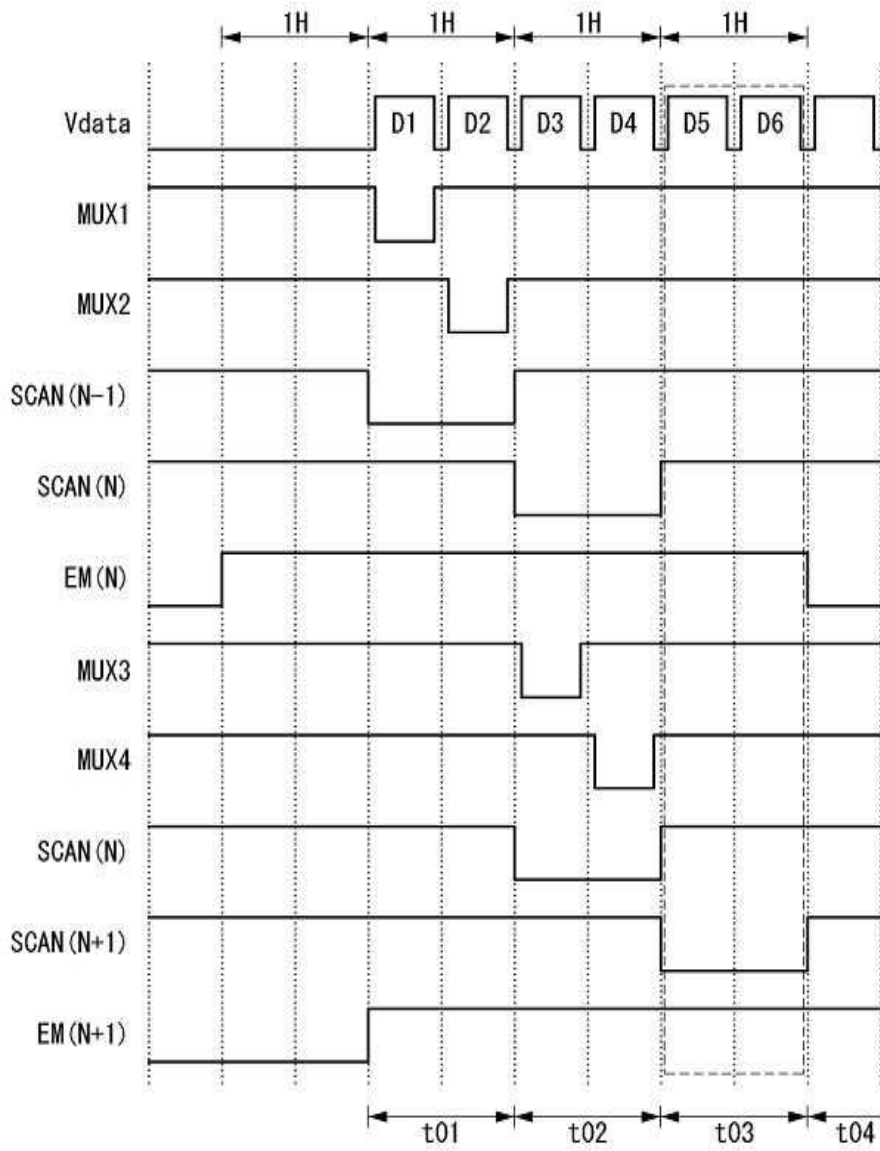 1H 1H 1H 1H
Vdata D1 D2 D3 D4 D5 D6
MUX1
MUX2
SCAN(N-1)
SCAN(N)
EM(N)
MUX3
MUX4
SCAN(N)
SCAN(N+1)
EM(N+1)
t01 t02 t03 t04